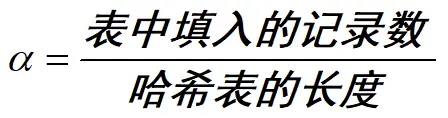 α = 表中填入的记录数
哈希表的长度